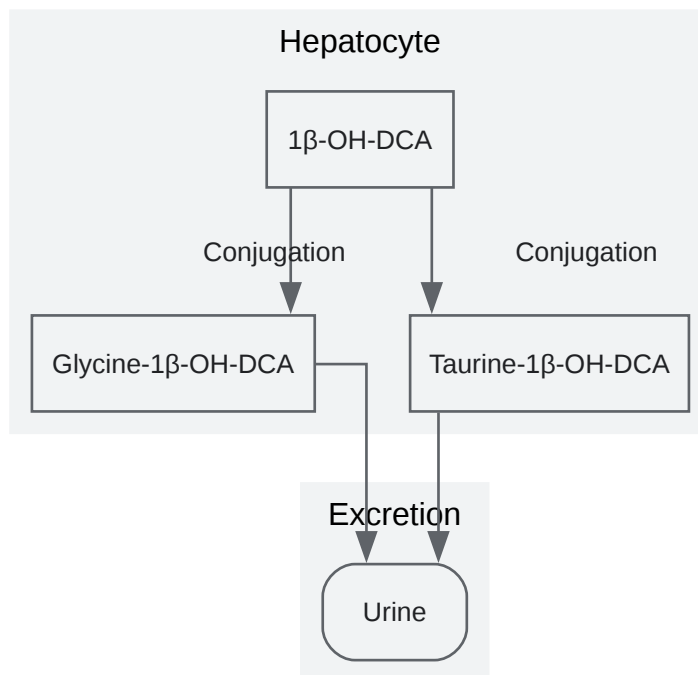 Hepatocyte
1β-OH-DCA
Conjugation
Conjugation
Glycine-1β-OH-DCA
Taurine-1β-OH-DCA
Excretion
Urine